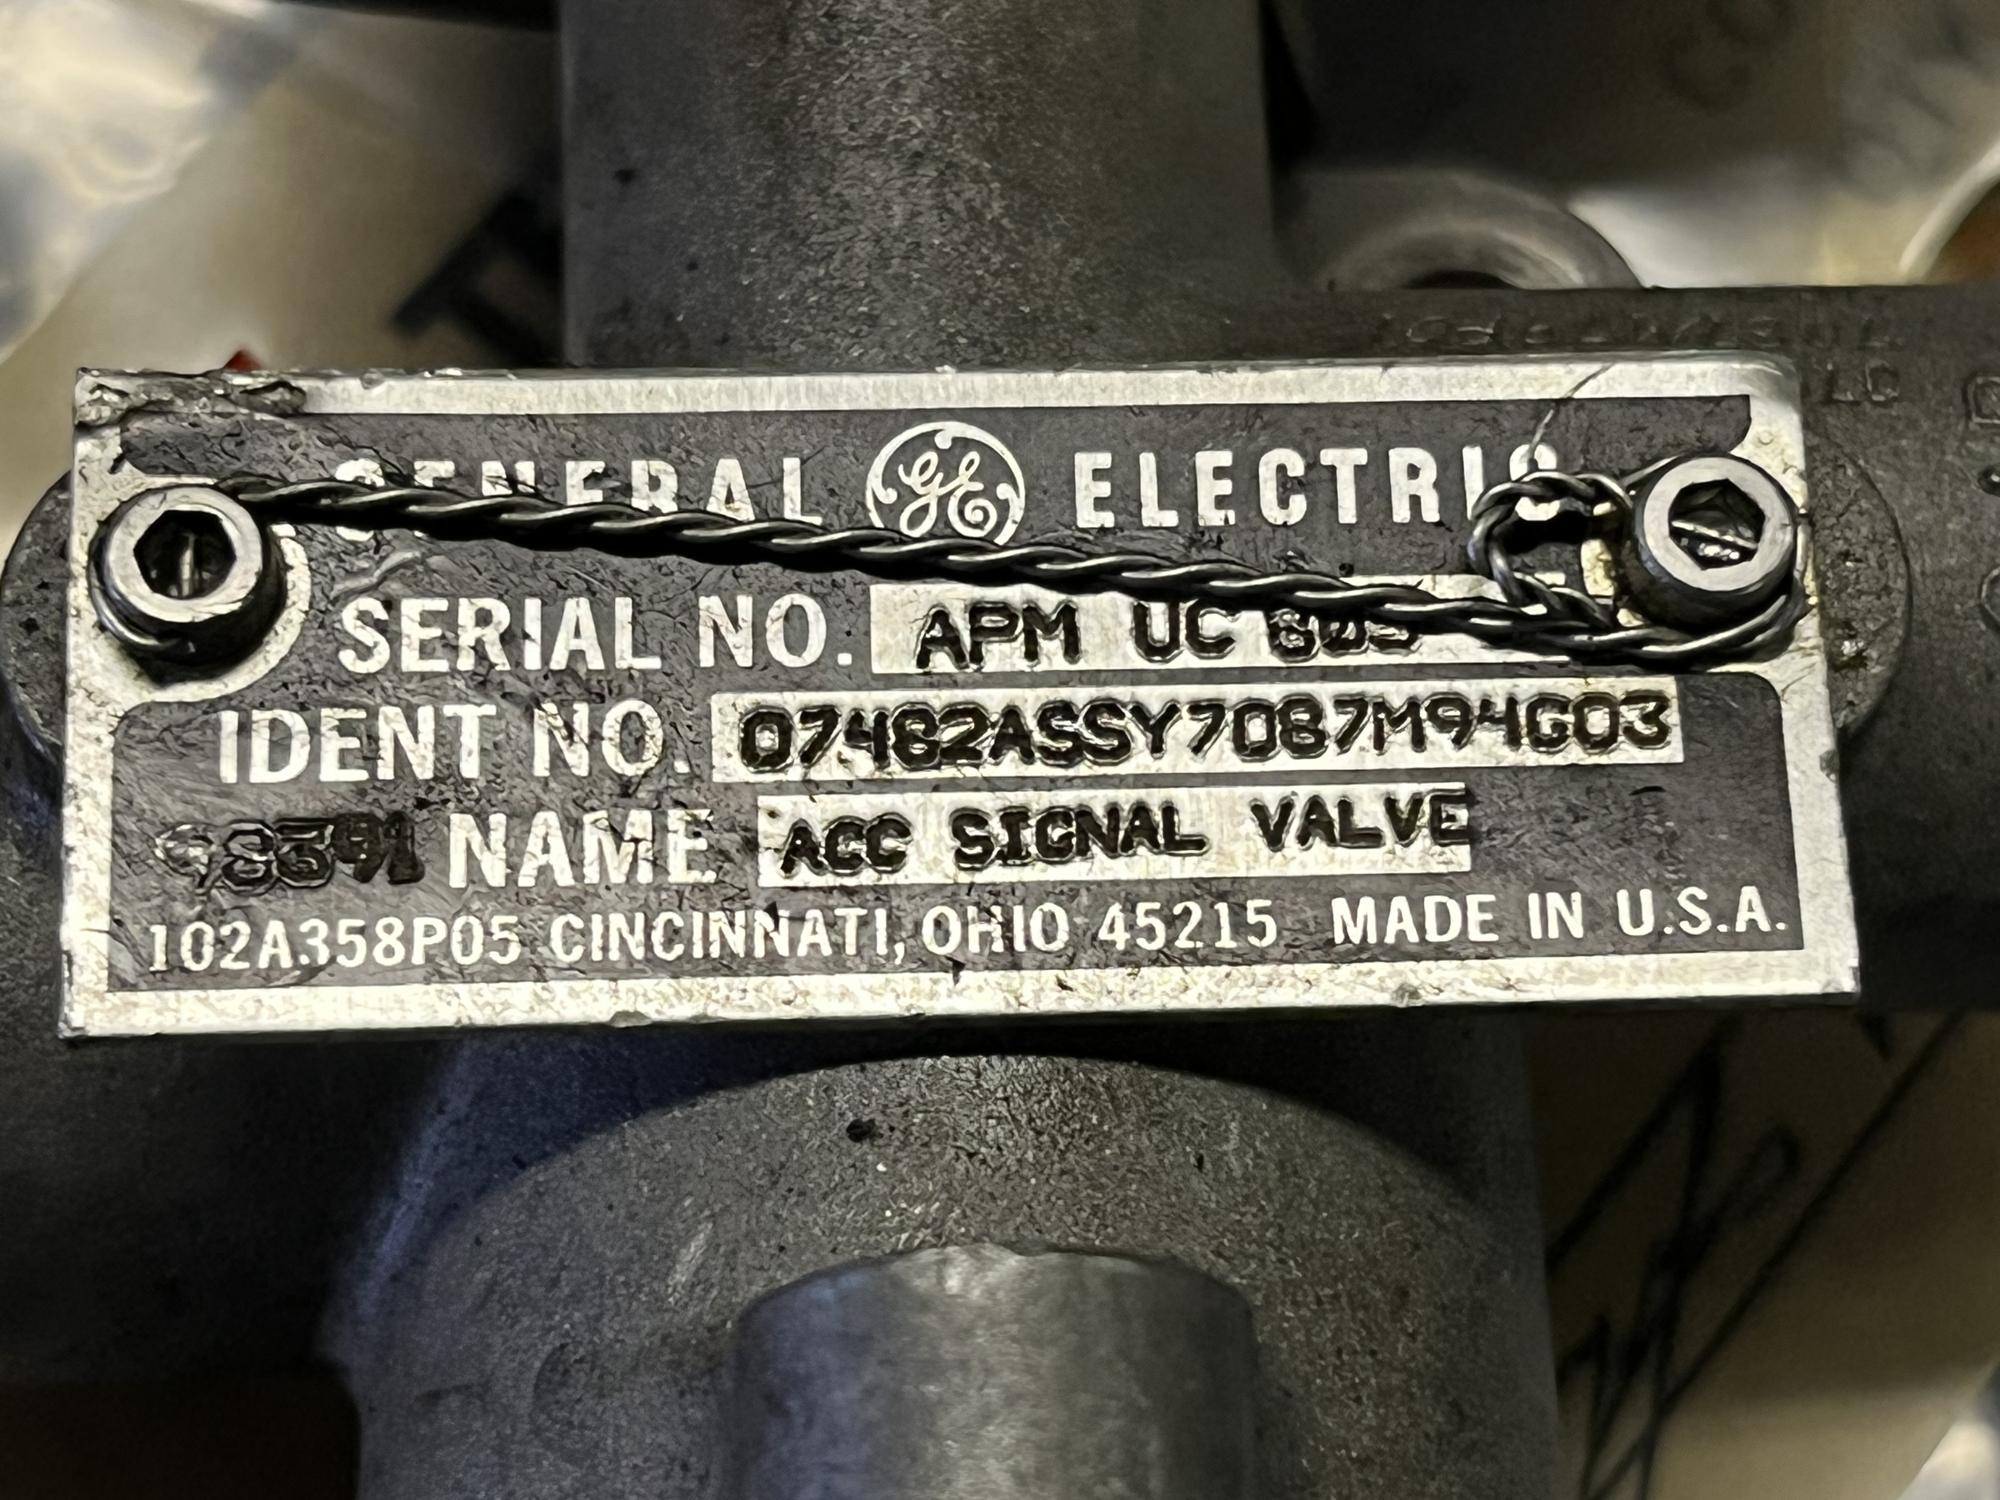 GENERAL GE ELECTRIC
SERIAL NO. APM UC
IDENT NO. 07482ASSY7087M94G03
NAME ACC SIGNAL VALVE
102A358P05 CINCINNATI, OHIO 45215 MADE IN U.S.A.